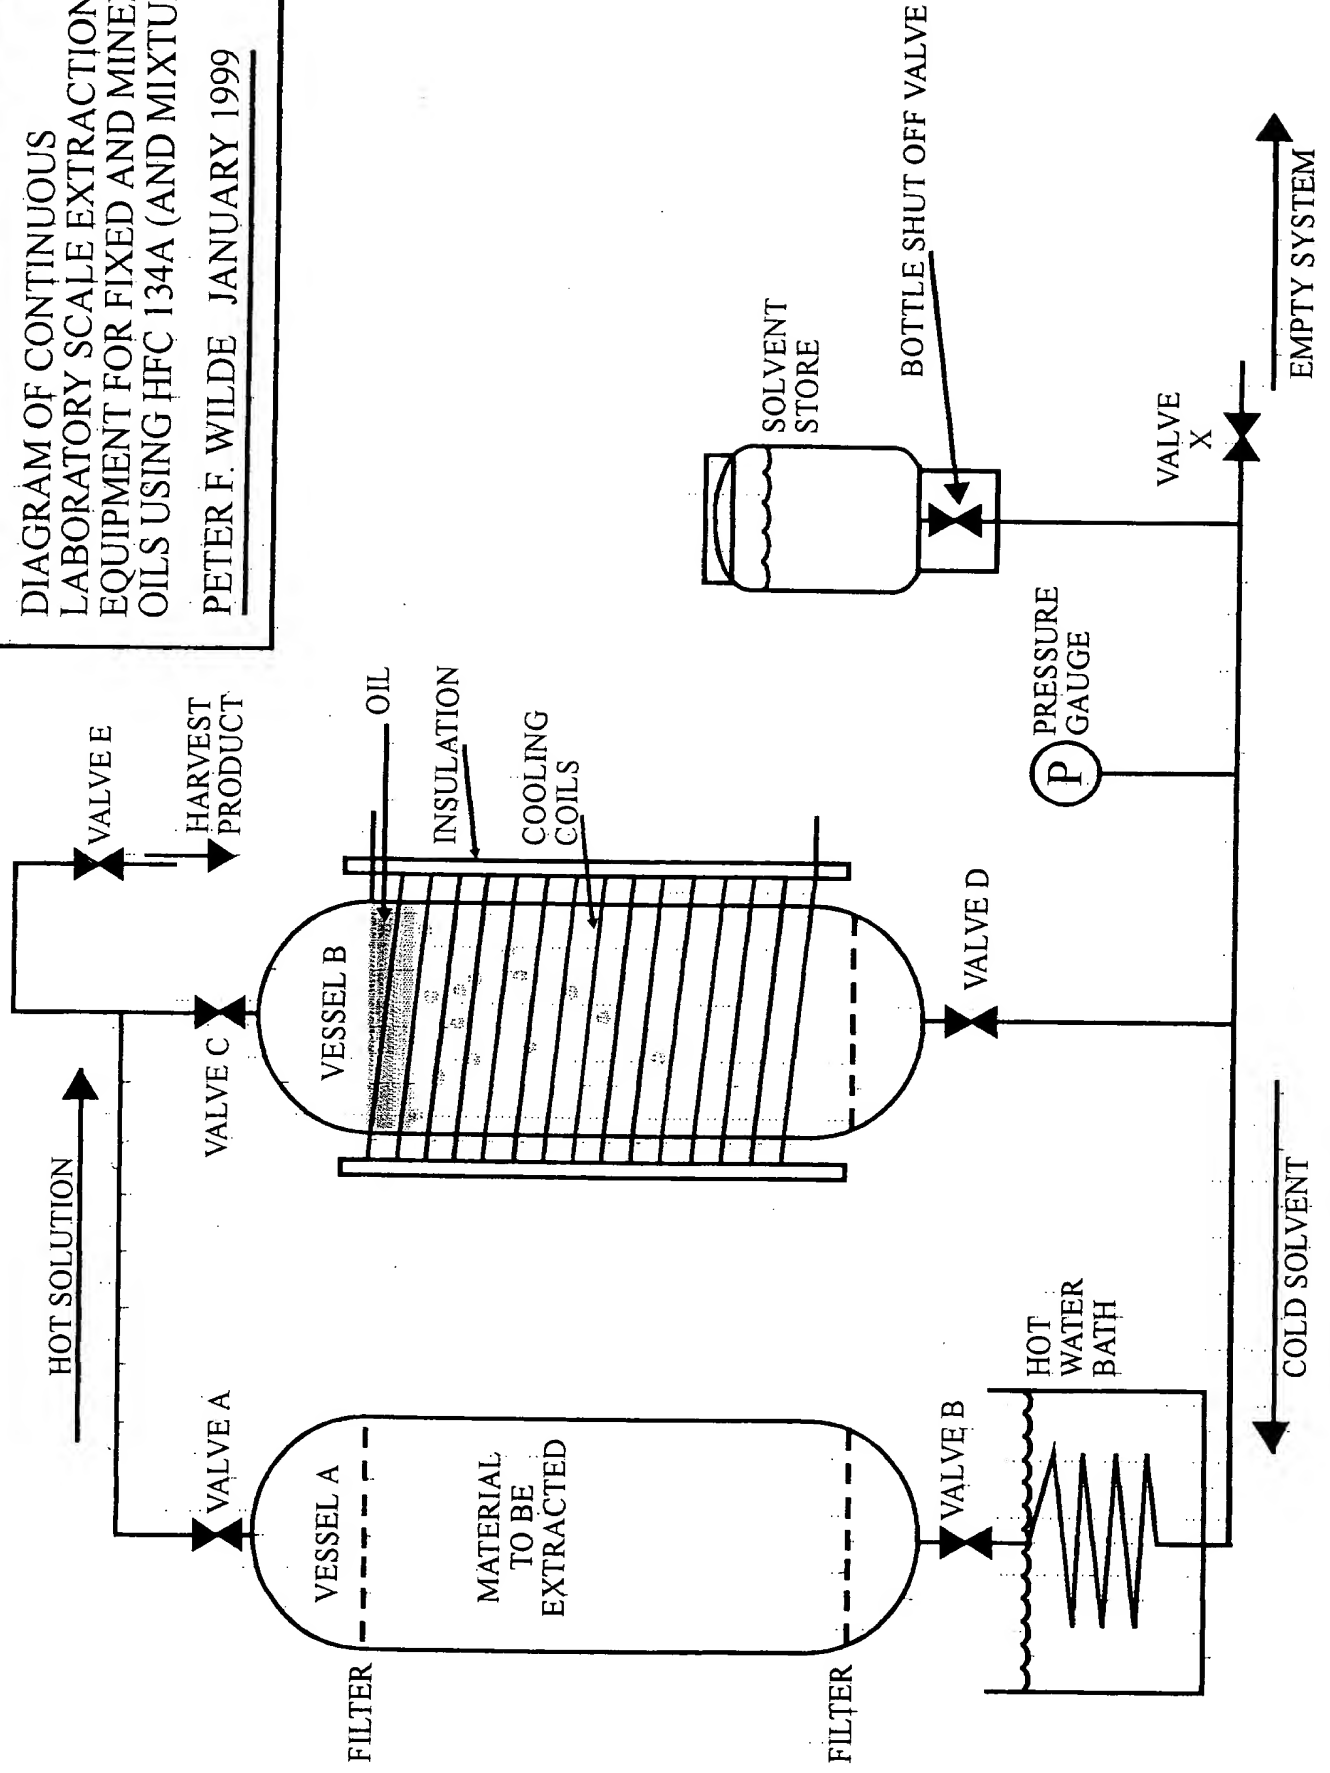 DIAGRAM OF CONTINUOUS
LABORATORY SCALE EXTRACTION
EQUIPMENT FOR FIXED AND
OILS USING HFC 134A (AND
PETER F. WILDE JANUARY 1999
HOT SOLUTION
VALVE E
HARVEST
PRODUCT
VALVE A
VALVE C
VESSEL A
VESSEL B
OIL
INSULATION
COOLING
COILS
FILTER
MATERIAL
TO BE
EXTRACTED
FILTER
VALVE B
VALVE D
HOT
WATER
BATH
P
PRESSURE
GAUGE
SOLVENT
STORE
BOTTLE SHUT OFF VALVE
VALVE
X
COLD SOLVENT
EMPTY SYSTEM